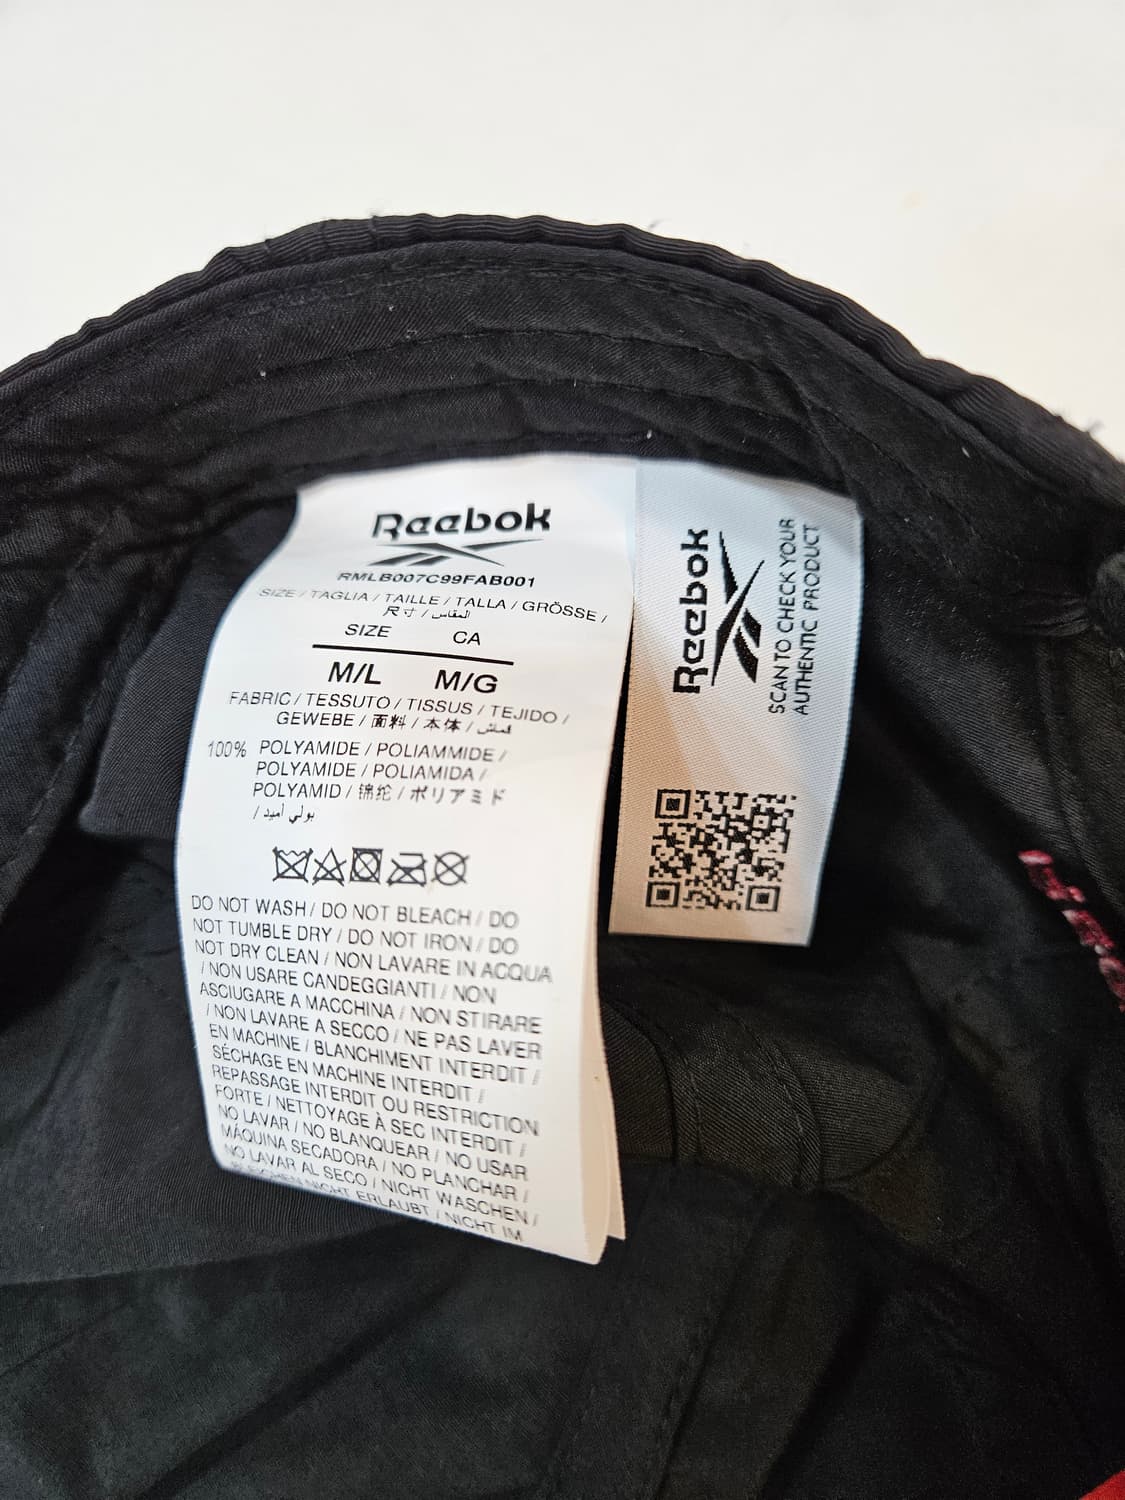 Reebok
RMLB007C99FAB001
SIZE / TAGLIA / TAILLE / TALLA / GRÖSSE /
尺寸 / المقاس
SIZE CA
M/L M/G
FABRIC / TESSUTO / TISSUS / TEJIDO /
GEWEBE / 面料 / 本体 / قماش
100% POLYAMIDE / POLIAMMIDE /
POLYAMIDE / POLIAMIDA /
POLYAMID / 锦纶 / ポリアミド
/ بولي أميد
DO NOT WASH / DO NOT BLEACH / DO
NOT TUMBLE DRY / DO NOT IRON / DO
NOT DRY CLEAN / NON LAVARE IN ACQUA
/ NON USARE CANDEGGIANTI / NON
ASCIUGARE A MACCHINA / NON STIRARE
/ NON LAVARE A SECCO / NE PAS LAVER
EN MACHINE / BLANCHIMENT INTERDIT /
SÉCHAGE EN MACHINE INTERDIT /
REPASSAGE INTERDIT OU RESTRICTION
FORTE / NETTOYAGE À SEC INTERDIT /
NO LAVAR / NO BLANQUEAR / NO USAR
MÁQUINA SECADORA / NO PLANCHAR /
NO LAVAR AL SECO / NICHT WASCHEN /
BLEICHEN NICHT ERLAUBT / NICHT IM
Reebok
SCAN TO CHECK YOUR
AUTHENTIC PRODUCT